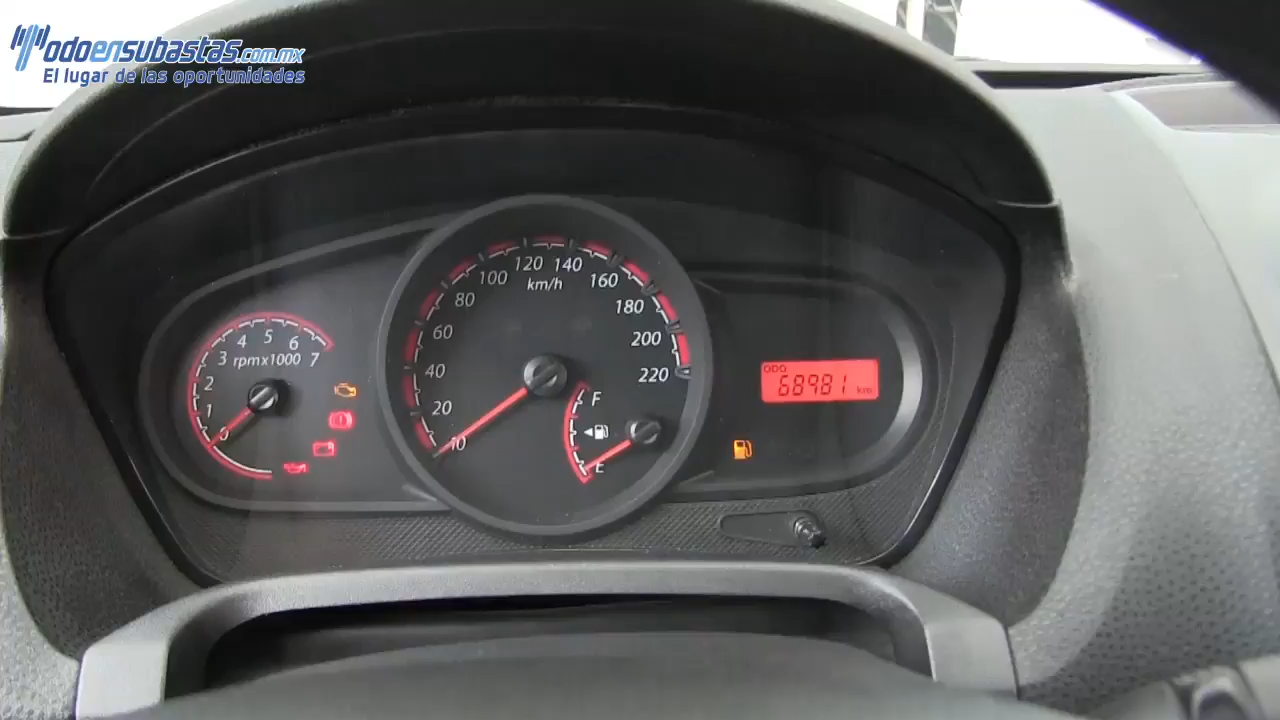 Todoensubastas.com.mx
El lugar de las oportunidades
0 1 2 3 4 5 6 7
rpmx1000
10 20 40 60 80 100 120 140 160 180 200 220
km/h
F
E
ODO
68981 km